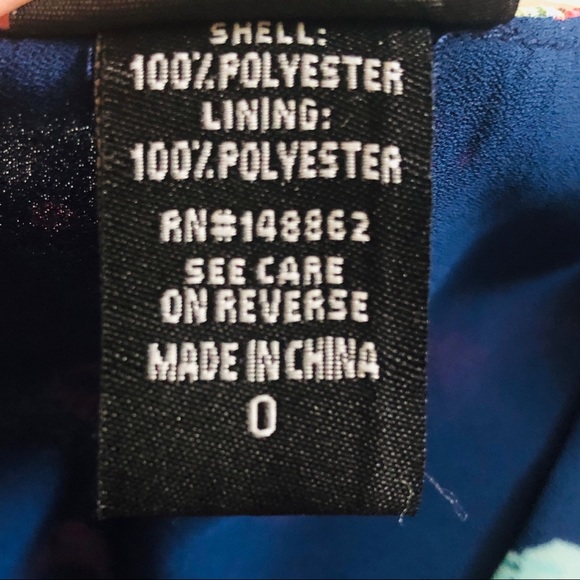 SHELL:
100% POLYESTER
LINING:
100% POLYESTER
RN#148862
SEE CARE
ON REVERSE
MADE IN CHINA
0